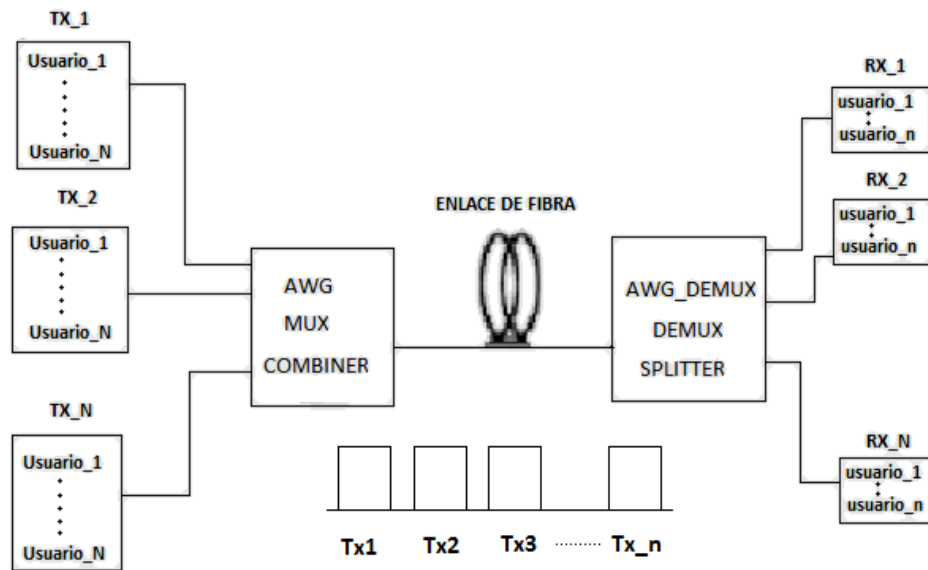 TX_1
Usuario_1
Usuario_N
TX_2
Usuario_1
Usuario_N
TX_N
Usuario_1
Usuario_N
AWG
MUX
COMBINER
ENLACE DE FIBRA
AWG_DEMUX
DEMUX
SPLITTER
RX_1
usuario_1
usuario_n
RX_2
usuario_1
usuario_n
RX_N
usuario_1
usuario_n
Tx1 Tx2 Tx3 ......... Tx_n